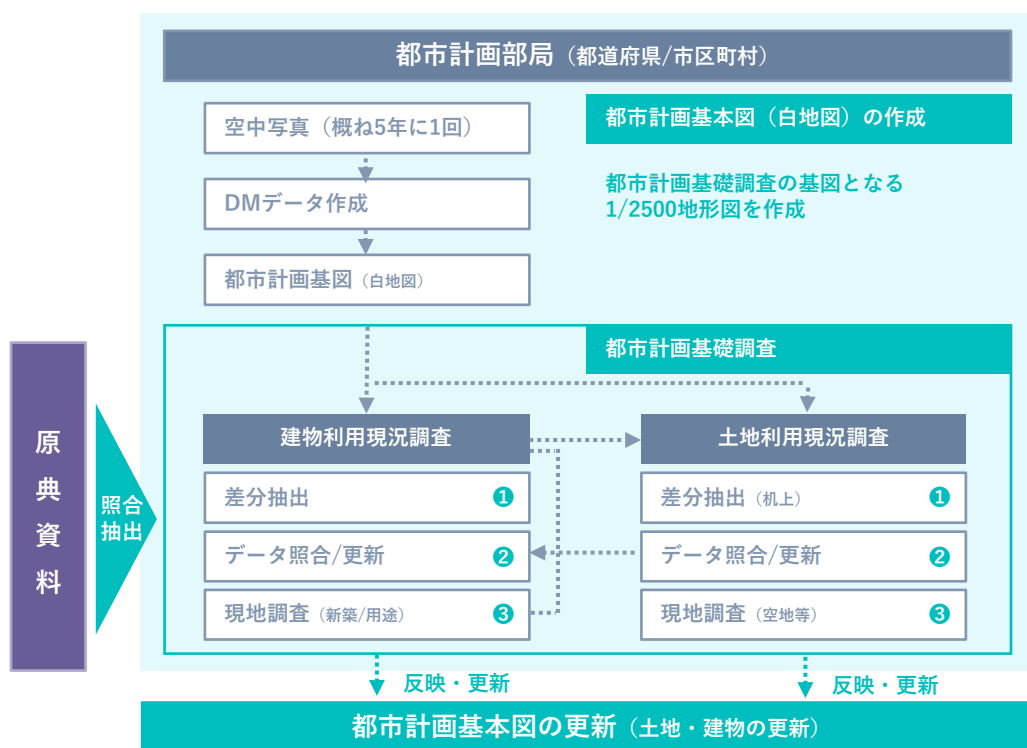 都市計画部局（都道府県/市区町村）
空中写真（概ね5年に1回）
DMデータ作成
都市計画基図（白地図）
都市計画基本図（白地図）の作成
都市計画基礎調査の基図となる
1/2500地形図を作成
原典資料
照合
抽出
都市計画基礎調査
建物利用現況調査
差分抽出 ❶
データ照合/更新 ❷
現地調査（新築/用途） ❸
土地利用現況調査
差分抽出（机上） ❶
データ照合/更新 ❷
現地調査（空地等） ❸
反映・更新
反映・更新
都市計画基本図の更新（土地・建物の更新）